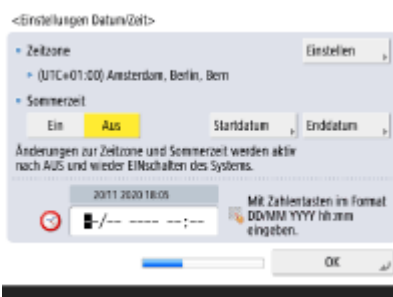 <Einstellungen Datum/Zeit>
Zeitzone
Einstellen
(UTC+01:00) Amsterdam, Berlin, Bern
Sommerzeit
Ein
Aus
Startdatum
Enddatum
Änderungen zur Zeitzone und Sommerzeit werden aktiv
nach AUS und wieder EINschalten des Systems.
20/11 2020 18:05
-/-- ---- --:--
Mit Zahlentasten im Format
DD/MM YYYY hh:mm
eingeben.
OK